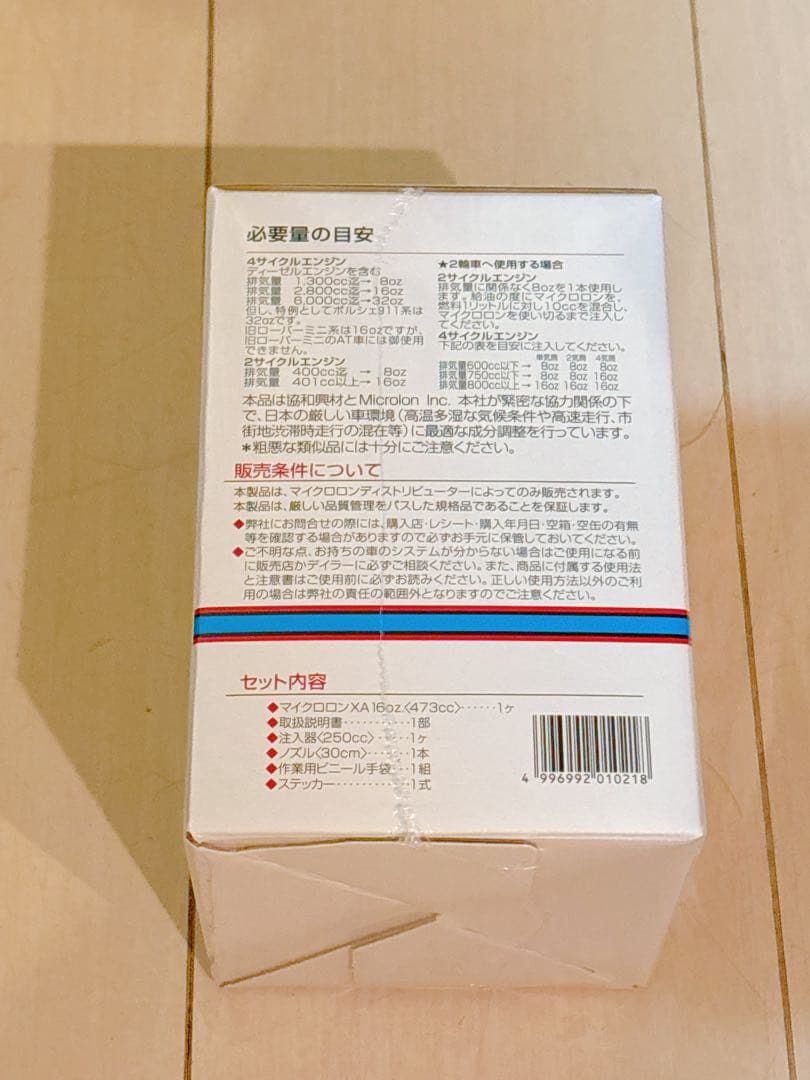 必要量の目安
4サイクルエンジン
ディーゼルエンジンを含む
排気量 1,300cc迄→ 8oz
排気量 2,800cc迄→16oz
排気量 6,000cc迄→32oz
但し、特例としてポルシェ911系は
32ozです。
旧ローバーミニ系は16ozですが、
旧ローバーミニのAT車には御使用
できません。
2サイクルエンジン
排気量 400cc迄 → 8oz
排気量 401cc以上→ 16oz
★2輪車へ使用する場合
2サイクルエンジン
排気量に関係なく8ozを1本使用し
ます。給油の度にマイクロロンを、
燃料1リットルに対し10ccを混合し、
マイクロロンを使い切るまで注入し
てください。
4サイクルエンジン
下記の表を目安に注入してください。
単気筒 2気筒 4気筒
排気量600cc以下→ 8oz 8oz 8oz
排気量750cc以下→ 8oz 8oz 16oz
排気量800cc以上→ 16oz 16oz 16oz
本品は協和興材とMicrolon Inc. 本社が緊密な協力関係の下
で、日本の厳しい車環境(高温多湿な気候条件や高速走行、市
街地渋滞時走行の混在等)に最適な成分調整を行っています。
*粗悪な類似品には十分にご注意ください。
販売条件について
本製品は、マイクロロンディストリビューターによってのみ販売されます。
本製品は、厳しい品質管理をパスした規格品であることを保証します。
◆弊社にお問合せの際には、購入店・レシート・購入年月日・空箱・空缶の有無
等を確認する場合がありますので必ずお手元に保管しておいてください。
◆ご不明な点、お持ちの車のシステムが分からない場合はご使用になる前
に販売店かデイラーに必ずご相談ください。また、商品に付属する使用法
と注意書はご使用前に必ずお読みください。正しい使用方法以外のご利
用の場合は弊社の責任の範囲外となりますのでご注意ください。
セット内容
◆マイクロロンXA16oz.〈473cc〉‥‥‥1ヶ
◆取扱説明書‥‥‥‥‥1部
◆注入器〈250cc〉‥‥‥1ヶ
◆ノズル〈30cm〉‥‥‥1本
◆作業用ビニール手袋‥‥1組
◆ステッカー‥‥‥‥‥1式
4 996992 010218